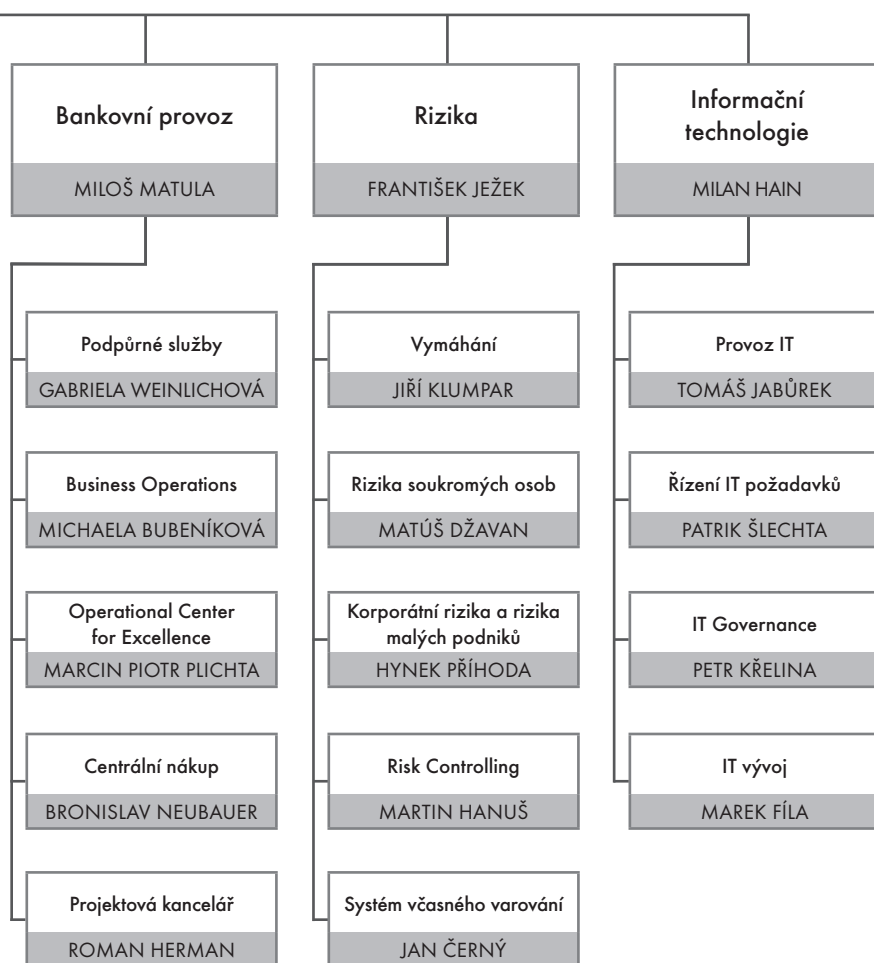 Bankovní provoz
MILOŠ MATULA
Podpůrné služby
GABRIELA WEINLICHOVÁ
Business Operations
MICHAELA BUBENÍKOVÁ
Operational Center
for Excellence
MARCIN PIOTR PLICHTA
Centrální nákup
BRONISLAV NEUBAUER
Projektová kancelář
ROMAN HERMAN
Rizika
FRANTIŠEK JEŽEK
Vymáhání
JIŘÍ KLUMPAR
Rizika soukromých osob
MATÚŠ DŽAVAN
Korporátní rizika a rizika
malých podniků
HYNEK PŘÍHODA
Risk Controlling
MARTIN HANUŠ
Systém včasného varování
JAN ČERNÝ
Informační
technologie
MILAN HAIN
Provoz IT
TOMÁŠ JABŮREK
Řízení IT požadavků
PATRIK ŠLECHTA
IT Governance
PETR KŘELINA
IT vývoj
MAREK FÍLA